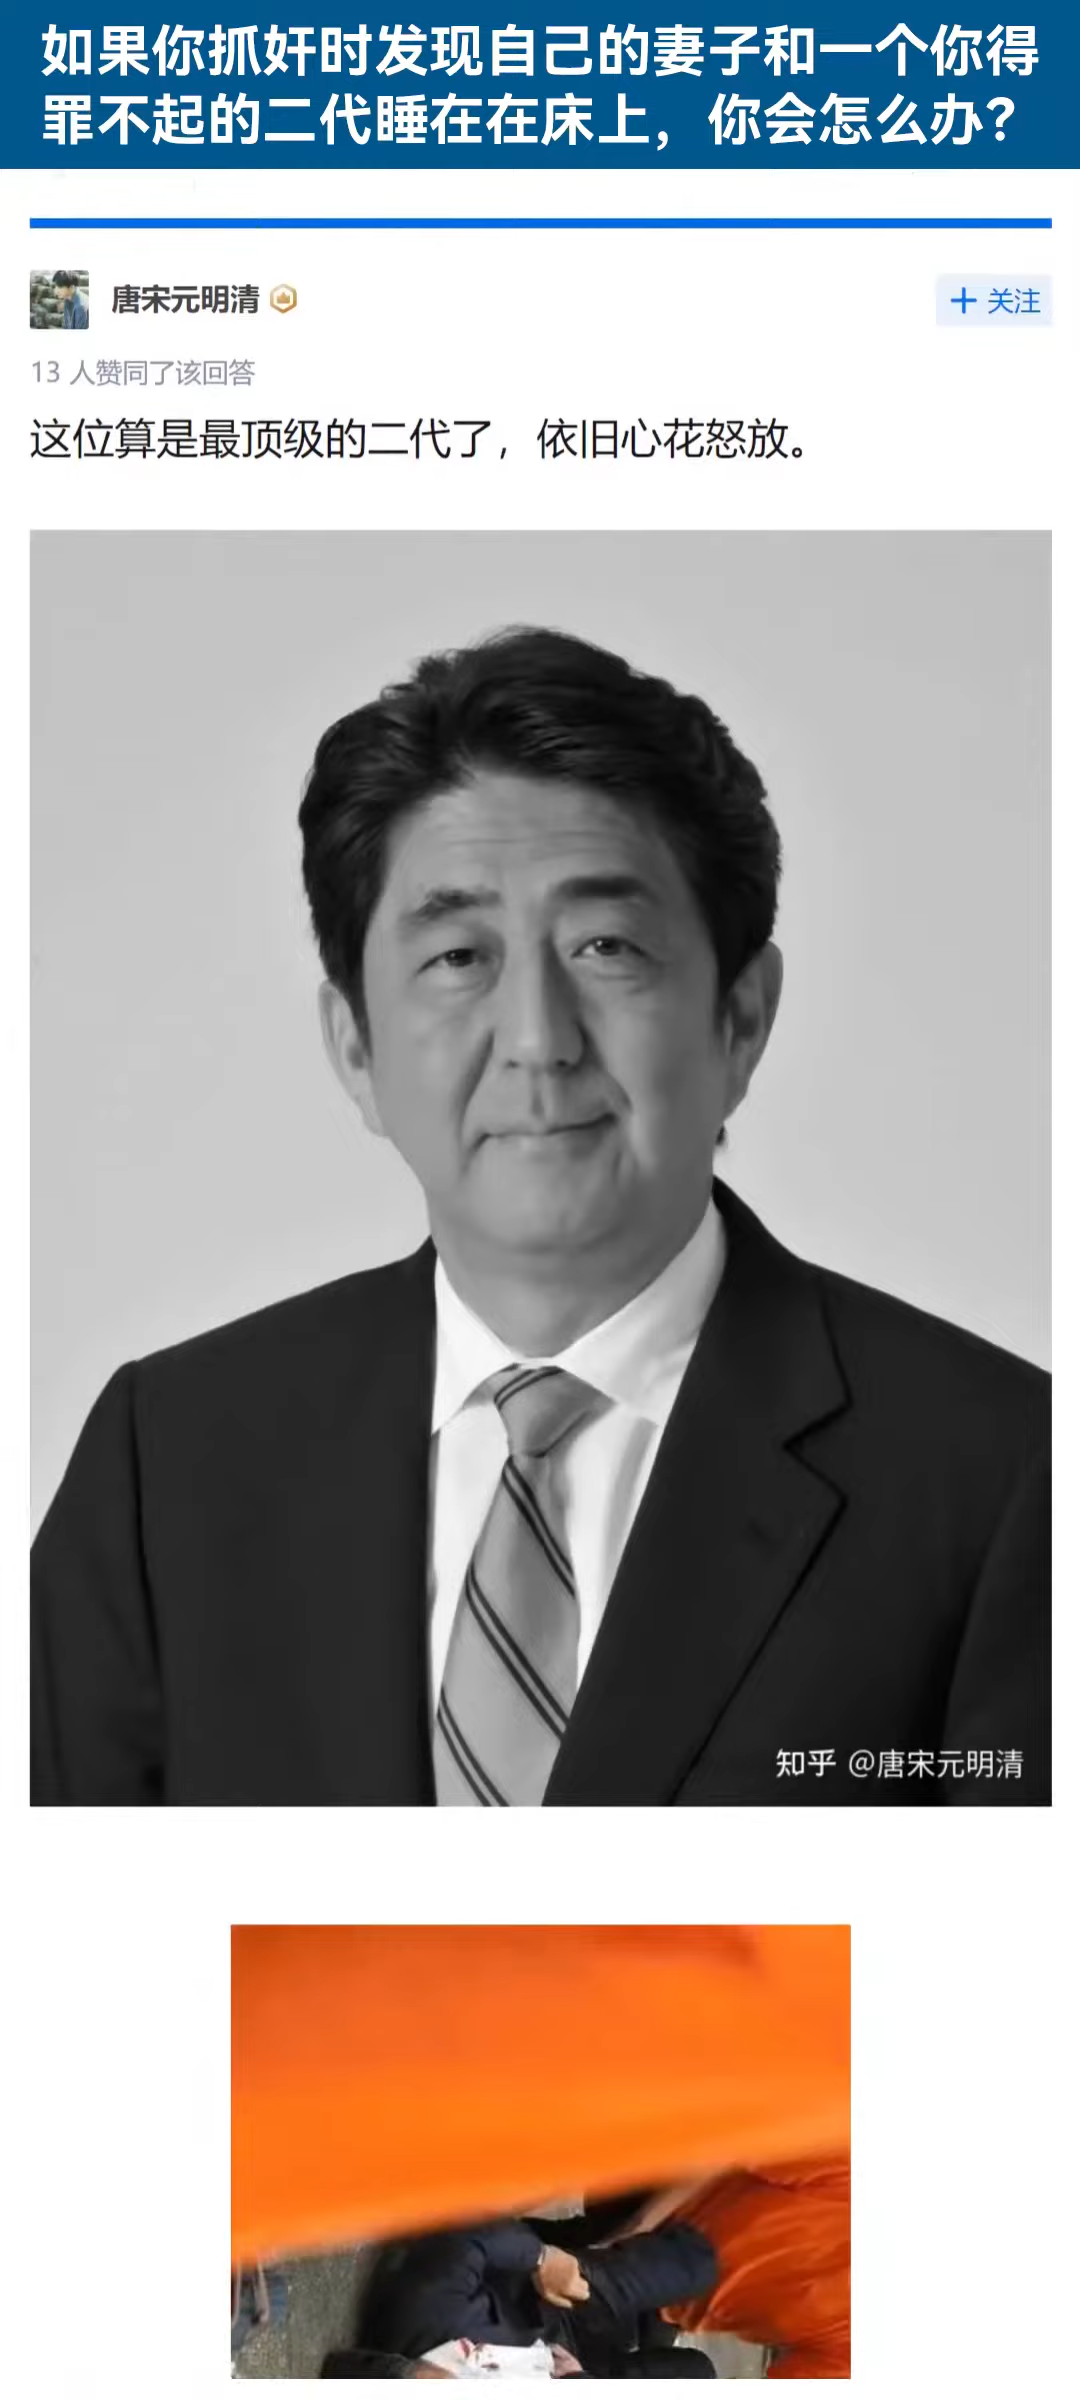 如果你抓奸时发现自己的妻子和一个你得
罪不起的二代睡在在床上，你会怎么办？
唐宋元明清
+ 关注
13 人赞同了该回答
这位算是最顶级的二代了，依旧心花怒放。
知乎 @唐宋元明清